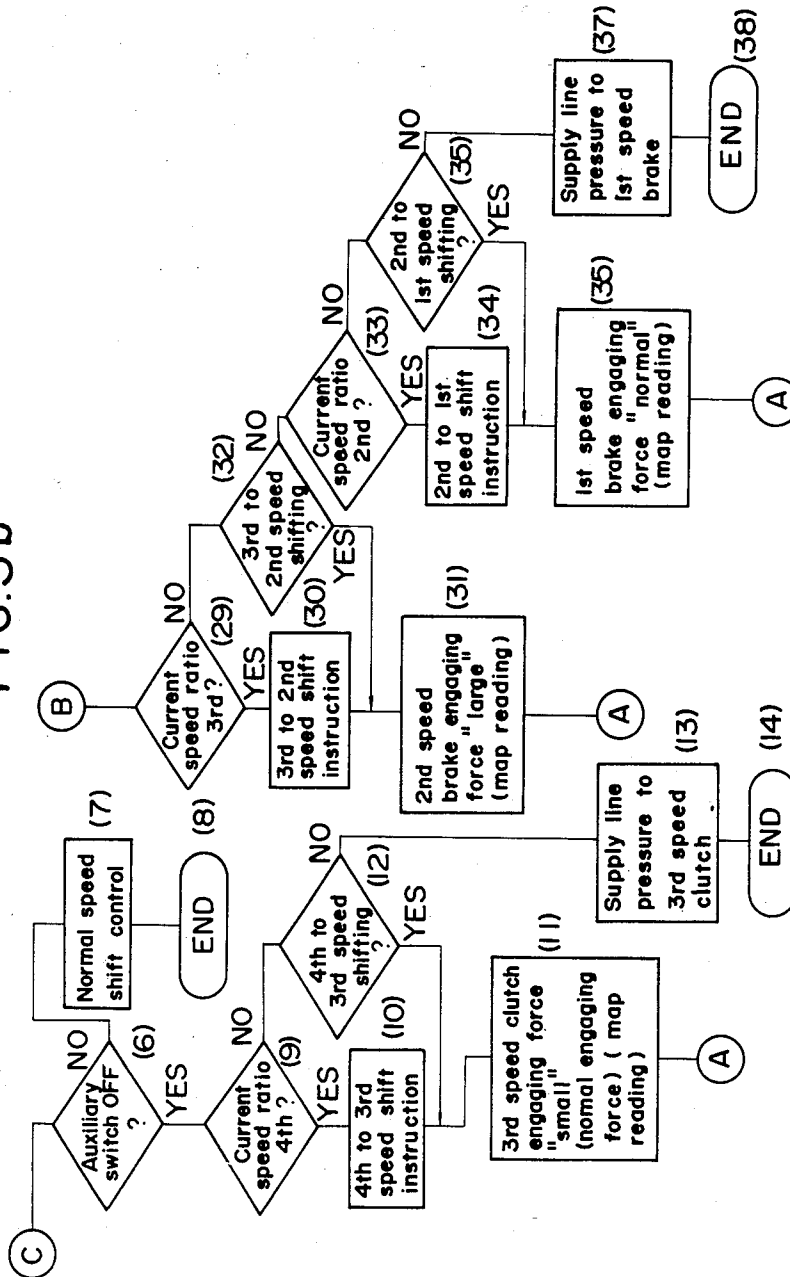 FIG.3b
C
Auxiliary
switch OFF
?
(6)
NO
YES
Normal speed
shift control
(7)
END
(8)
Current
speed ratio
4th?
(9)
NO
YES
4th to 3rd
speed shift
instruction
(10)
4th to
3rd speed
shifting
?
(12)
NO
YES
3rd speed clutch
engaging force
"small"
(nomal engaging
force) ( map
reading)
(11)
A
Supply line
pressure to
3rd speed
clutch
(13)
END
(14)
B
Current
speed ratio
3rd?
(29)
NO
YES
3rd to 2nd
speed shift
instruction
(30)
3rd to
2nd speed
shifting
?
(32)
NO
YES
2nd speed
brake engaging
force "large"
(map reading)
(31)
A
Current
speed ratio
2nd ?
(33)
NO
YES
2nd to 1st
speed shift
instruction
(34)
2nd to
1st speed
shifting
?
(35)
NO
YES
1st speed
brake engaging
force "normal"
(map reading)
(35)
A
Supply line
pressure to
1st speed
brake
(37)
END
(38)